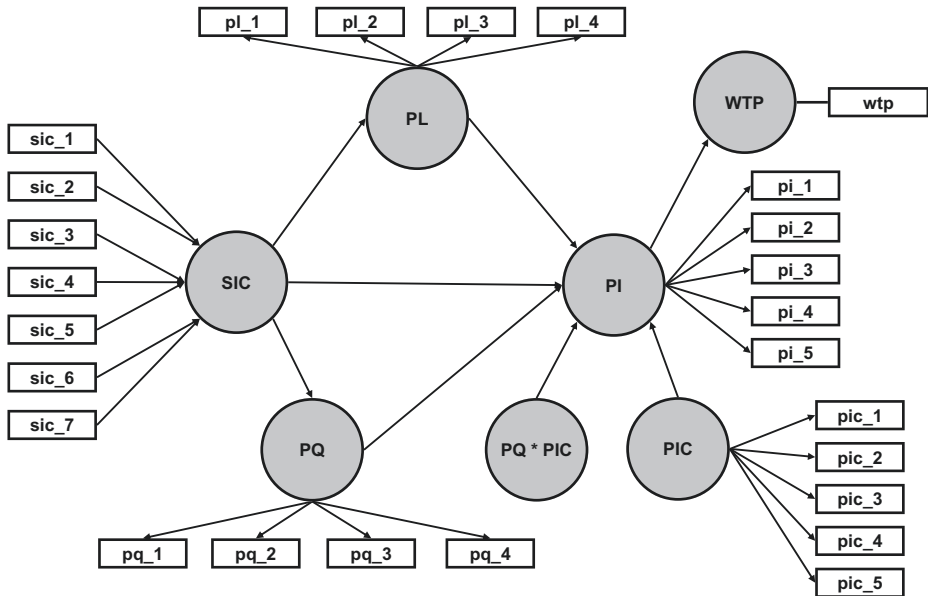 pl_1
pl_2
pl_3
pl_4
PL
WTP
wtp
sic_1
sic_2
sic_3
sic_4
sic_5
sic_6
sic_7
SIC
PI
pi_1
pi_2
pi_3
pi_4
pi_5
PQ
PQ * PIC
PIC
pic_1
pic_2
pic_3
pic_4
pic_5
pq_1
pq_2
pq_3
pq_4